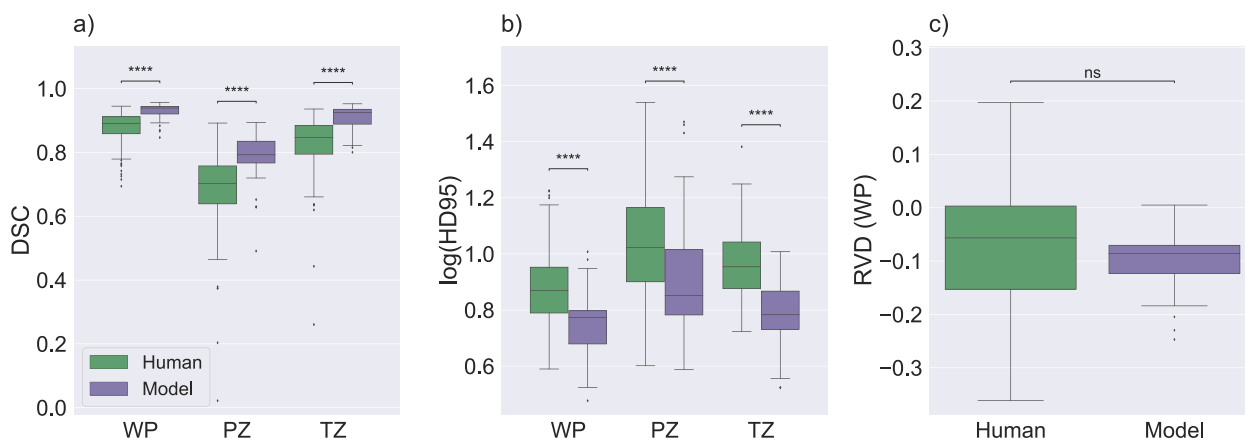 a)
DSC
1.0
0.8
0.6
0.4
0.2
0.0
****
****
****
Human
Model
WP PZ TZ
b)
log(HD95)
1.6
1.4
1.2
1.0
0.8
0.6
****
****
****
WP PZ TZ
c)
RVD (WP)
0.3
0.2
0.1
0.0
−0.1
−0.2
−0.3
ns
Human Model